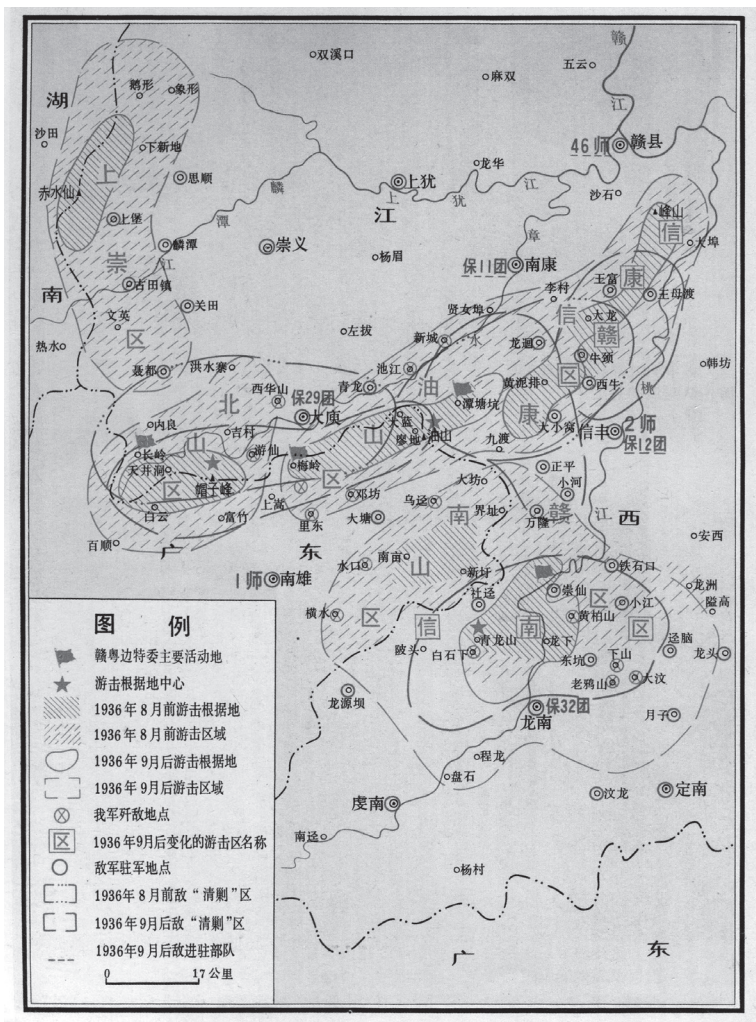 双溪口
五云
赣
鹅形
象形
麻双
湖
江
沙田
46师
赣县
下新地
龙华
上
思顺
麟
上犹
江
赤水仙
上
犹
沙石
峰山
江
信
上堡
潭
章
大埠
崇义
麟潭
崇
江
杨眉
保11团
南康
康
王富
古田镇
李村
王母渡
南
关田
贤女埠
信
大龙
文英
赣
区
左拔
新城
水
龙迴
牛颈
热水
池江
韩坊
聂都
洪水寨
油
黄泥排
区
西牛
桃
西华山
青龙
北
保29团
潭塘坑
康
大庾
内良
大小窝
信丰
2师
吉村
保12团
山
廖地
油山
长岭
游仙
山
九渡
天井洞
梅岭
正平
区
帽子峰
区
大坊
小河
上嵩
邓坊
乌迳
南
界址
白云
富竹
里东
大塘
万隆
赣
江
西
百顺
广
东
安西
水口
南亩
山
铁石口
1师
南雄
新圩
龙洲
社迳
崇仙
区
小江
隘高
横水
区
信
南
黄柏山
区
青龙山
龙下
迳脑
陂头
白石下
东坑
下山
龙头
老鸦山
大汶
龙源坝
保32团
月子
龙南
程龙
盘石
汶龙
定南
虔南
南迳
杨村
广
东
图 例
赣粤边特委主要活动地
游击根据地中心
1936年8月前游击根据地
1936年8月前游击区域
1936年9月后游击根据地
1936年9月后游击区域
我军歼敌地点
区
1936年9月后变化的游击区名称
敌军驻军地点
1936年8月前敌“清剿”区
1936年9月后敌“清剿”区
1936年9月后敌进驻部队
0
17公里